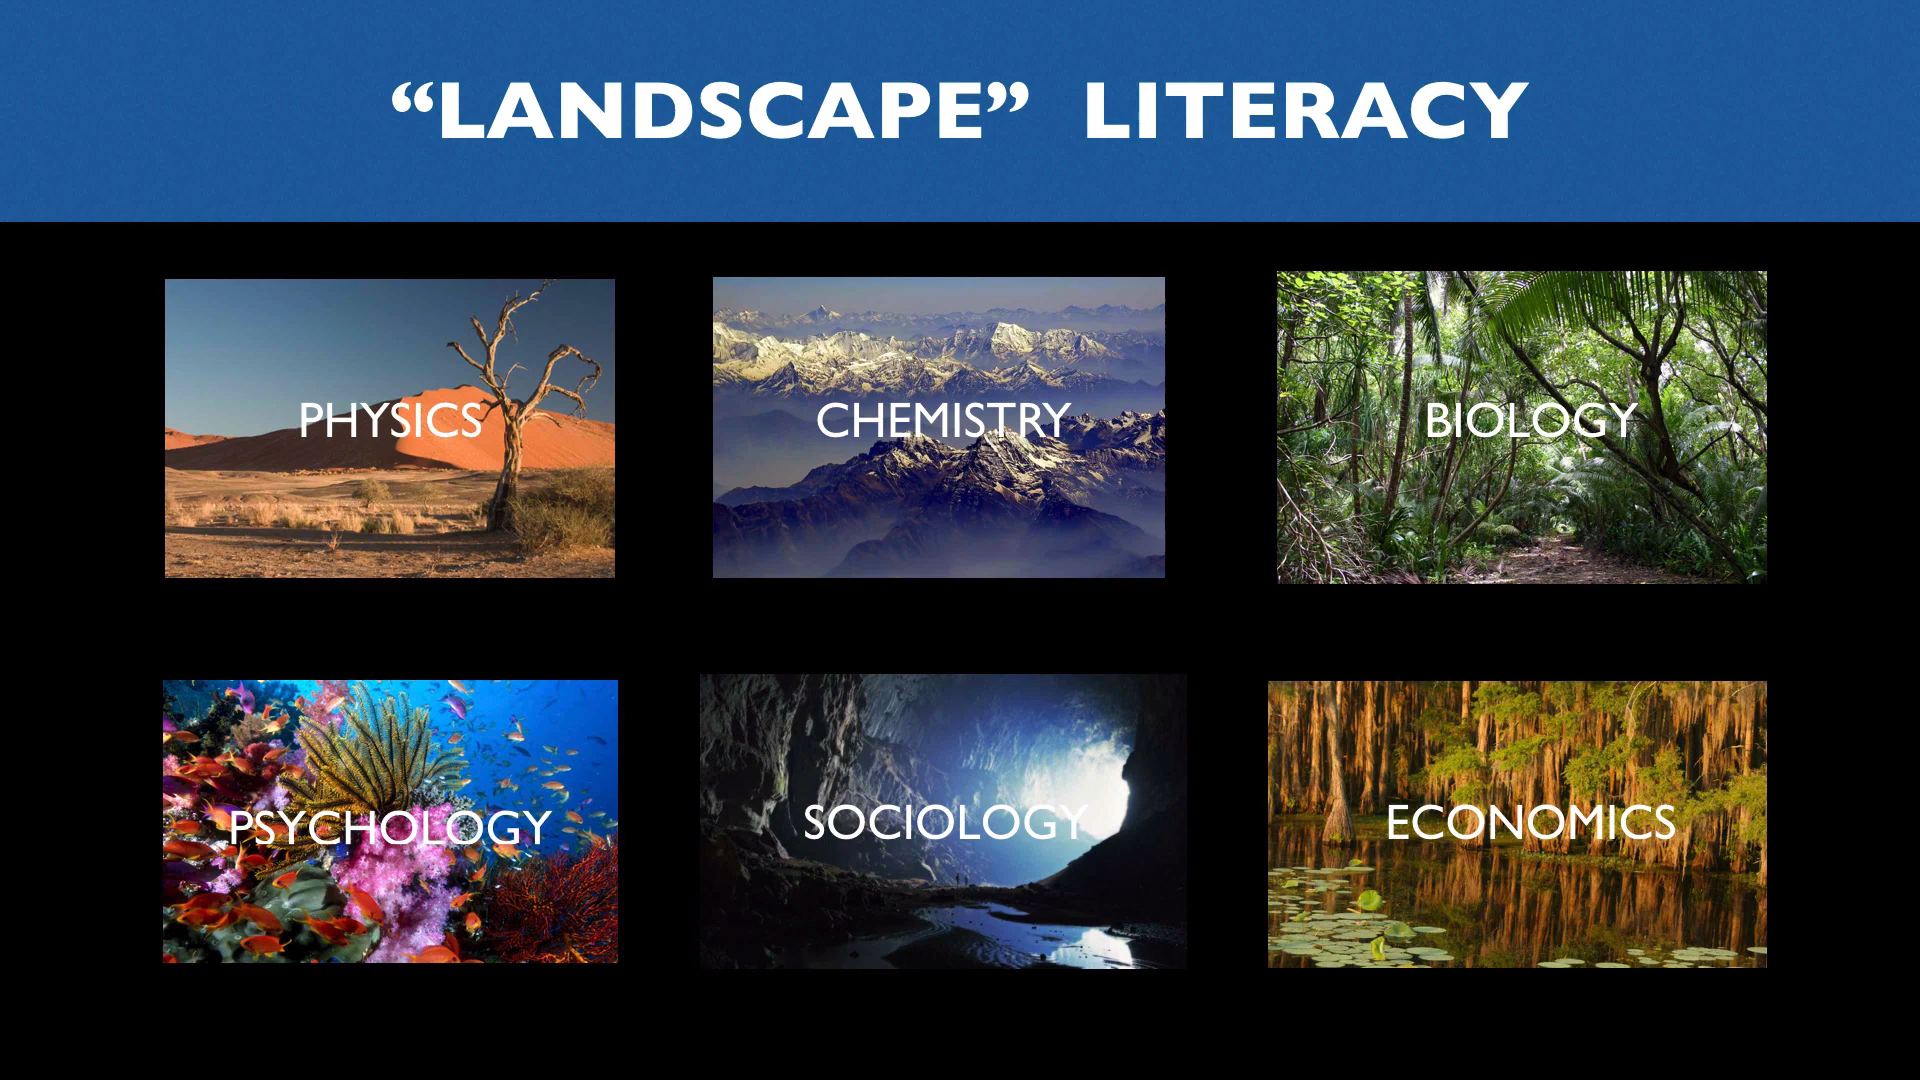 “LANDSCAPE” LITERACY
PHYSICS
CHEMISTRY
BIOLOGY
PSYCHOLOGY
SOCIOLOGY
ECONOMICS